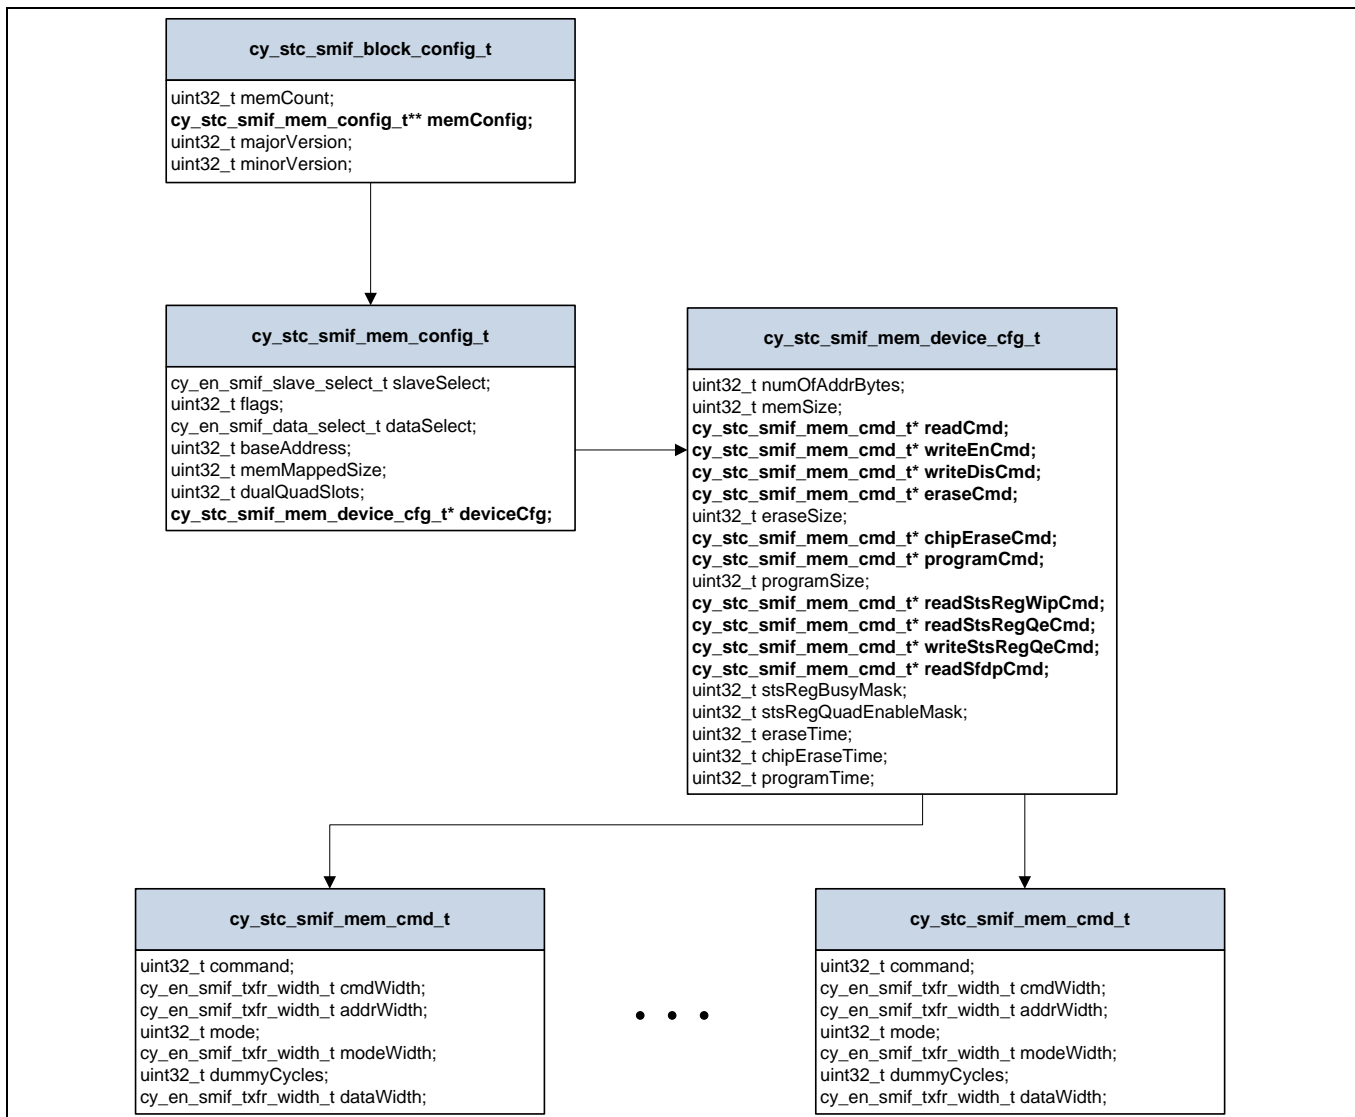 cy_stc_smif_block_config_t
uint32_t memCount;
cy_stc_smif_mem_config_t** memConfig;
uint32_t majorVersion;
uint32_t minorVersion;
cy_stc_smif_mem_config_t
cy_en_smif_slave_select_t slaveSelect;
uint32_t flags;
cy_en_smif_data_select_t dataSelect;
uint32_t baseAddress;
uint32_t memMappedSize;
uint32_t dualQuadSlots;
cy_stc_smif_mem_device_cfg_t* deviceCfg;
cy_stc_smif_mem_device_cfg_t
uint32_t numOfAddrBytes;
uint32_t memSize;
cy_stc_smif_mem_cmd_t* readCmd;
cy_stc_smif_mem_cmd_t* writeEnCmd;
cy_stc_smif_mem_cmd_t* writeDisCmd;
cy_stc_smif_mem_cmd_t* eraseCmd;
uint32_t eraseSize;
cy_stc_smif_mem_cmd_t* chipEraseCmd;
cy_stc_smif_mem_cmd_t* programCmd;
uint32_t programSize;
cy_stc_smif_mem_cmd_t* readStsRegWipCmd;
cy_stc_smif_mem_cmd_t* readStsRegQeCmd;
cy_stc_smif_mem_cmd_t* writeStsRegQeCmd;
cy_stc_smif_mem_cmd_t* readSfdpCmd;
uint32_t stsRegBusyMask;
uint32_t stsRegQuadEnableMask;
uint32_t eraseTime;
uint32_t chipEraseTime;
uint32_t programTime;
cy_stc_smif_mem_cmd_t
uint32_t command;
cy_en_smif_txfr_width_t cmdWidth;
cy_en_smif_txfr_width_t addrWidth;
uint32_t mode;
cy_en_smif_txfr_width_t modeWidth;
uint32_t dummyCycles;
cy_en_smif_txfr_width_t dataWidth;
• • •
cy_stc_smif_mem_cmd_t
uint32_t command;
cy_en_smif_txfr_width_t cmdWidth;
cy_en_smif_txfr_width_t addrWidth;
uint32_t mode;
cy_en_smif_txfr_width_t modeWidth;
uint32_t dummyCycles;
cy_en_smif_txfr_width_t dataWidth;